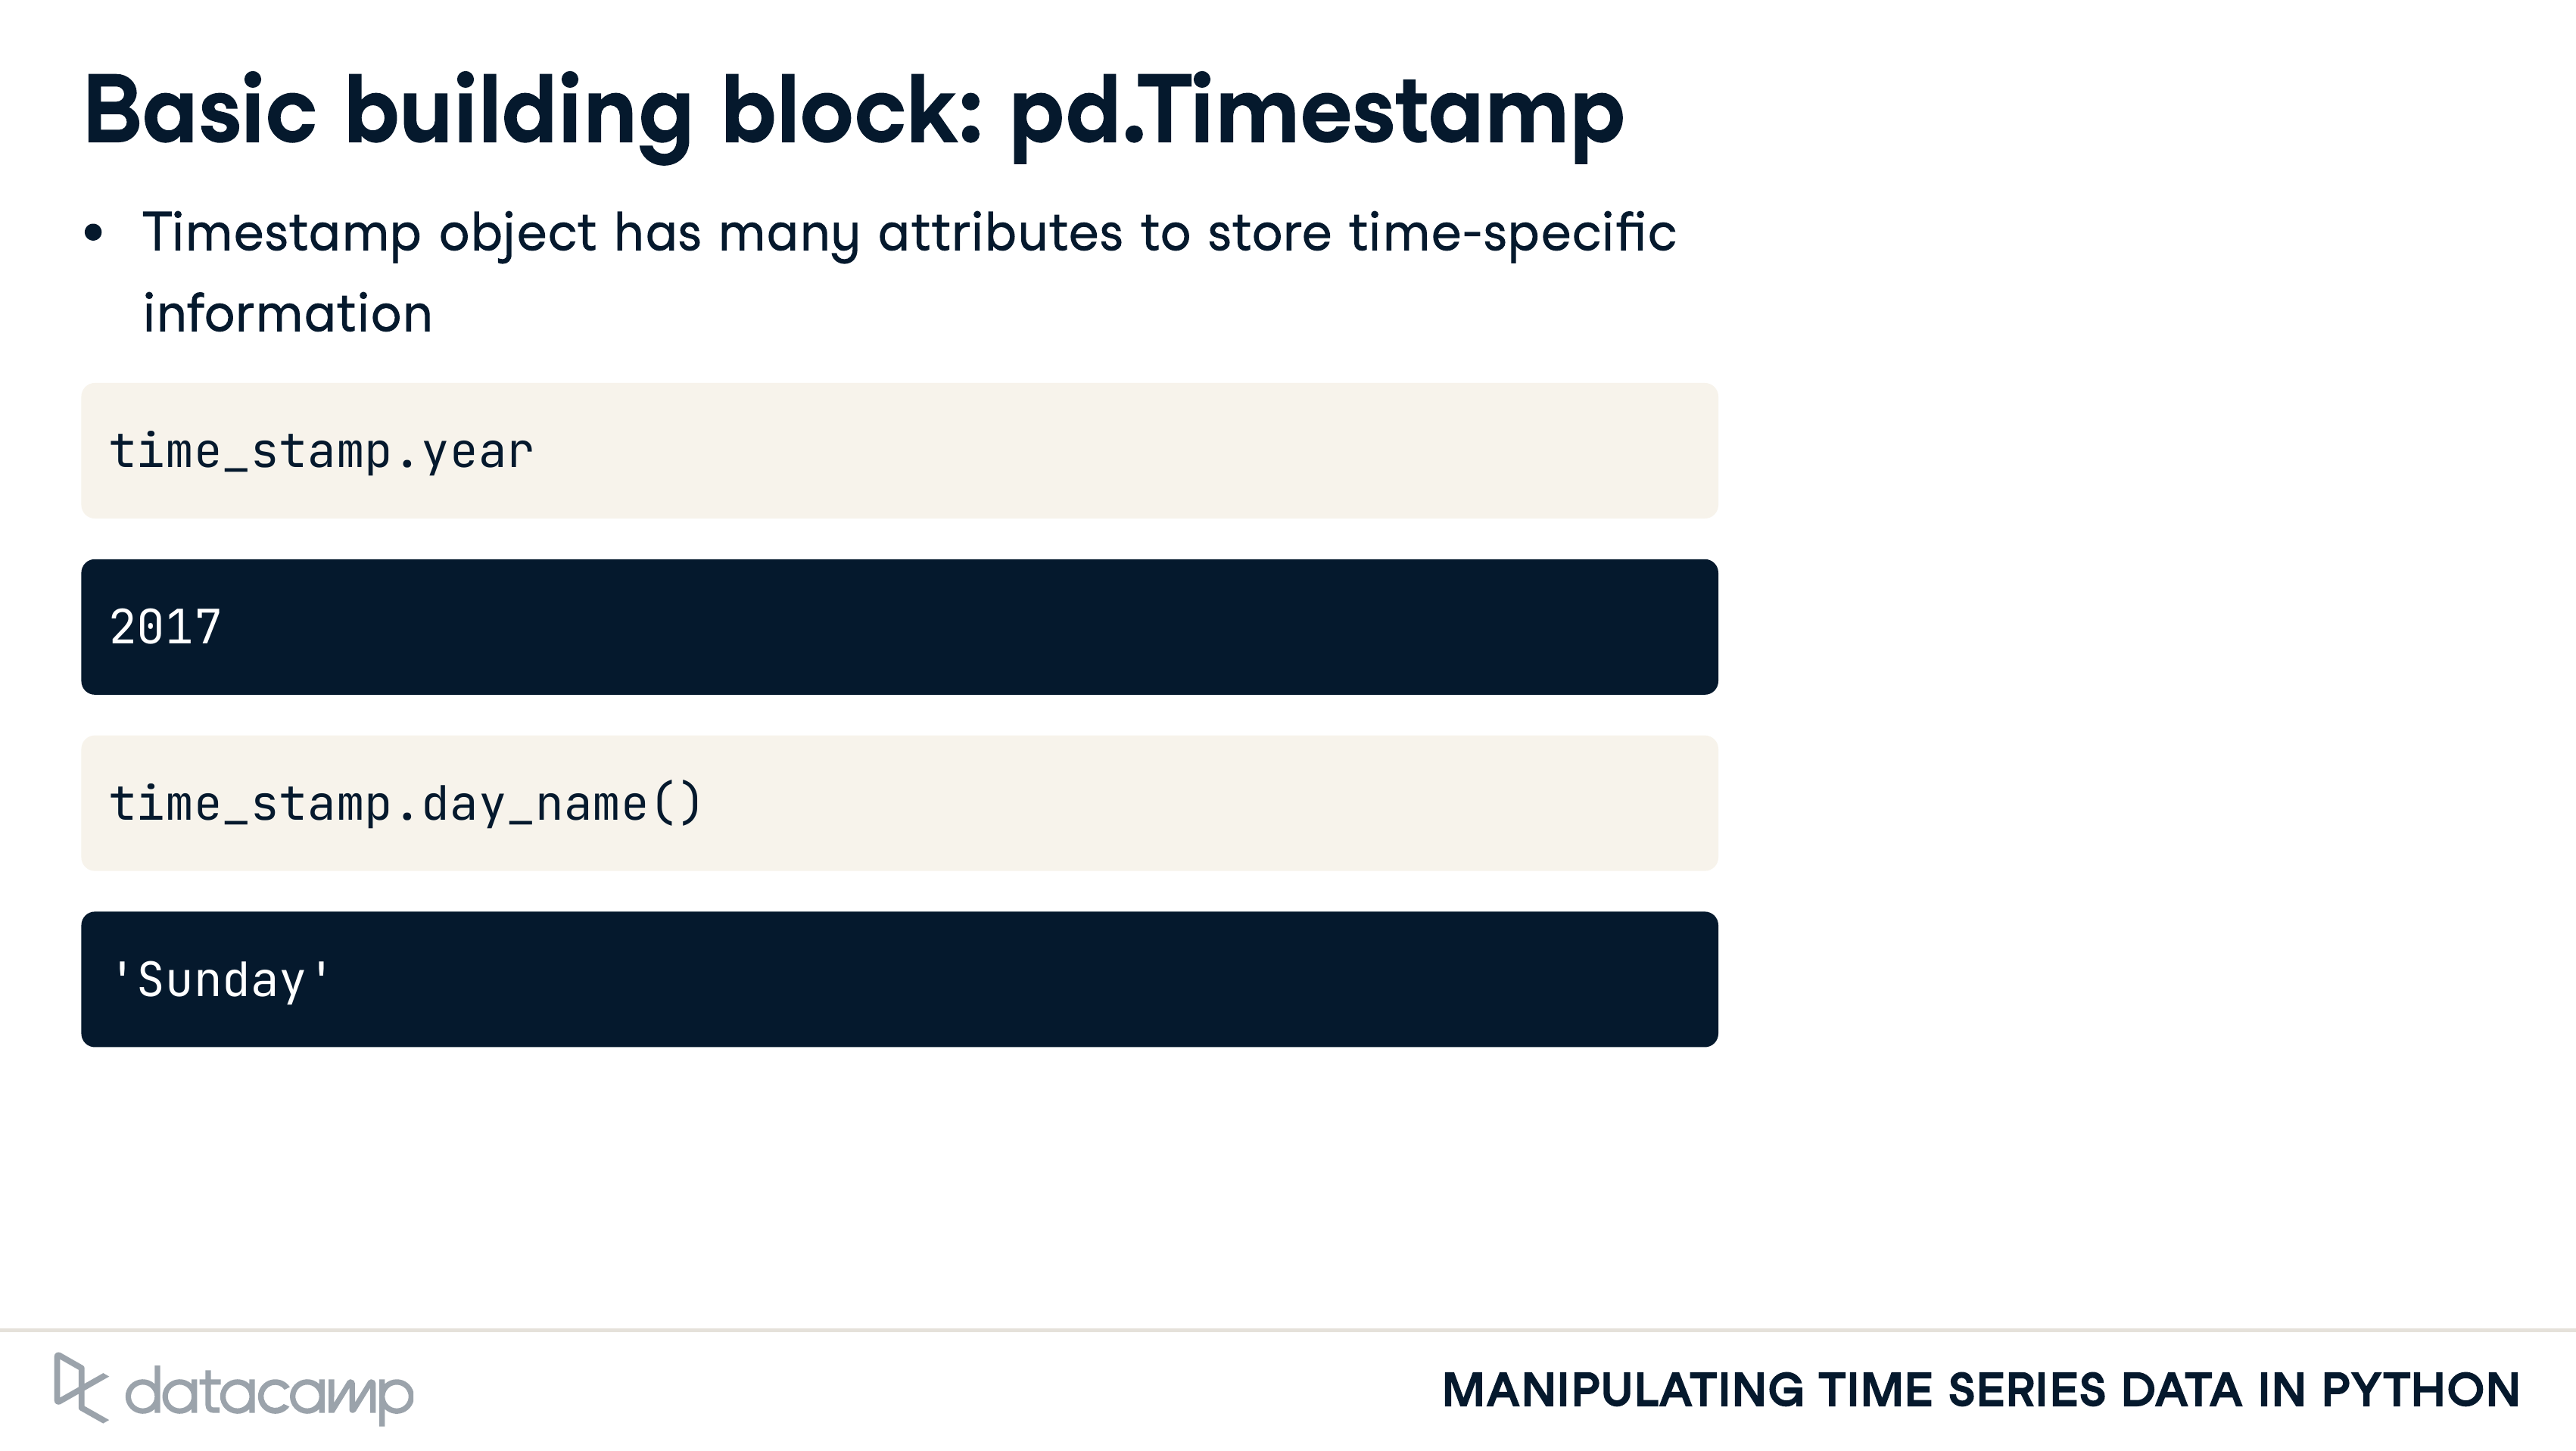 Basic building block: pd.Timestamp
• Timestamp object has many attributes to store time-specific
information
time_stamp.year
2017
time_stamp.day_name()
'Sunday'
datacamp
MANIPULATING TIME SERIES DATA IN PYTHON